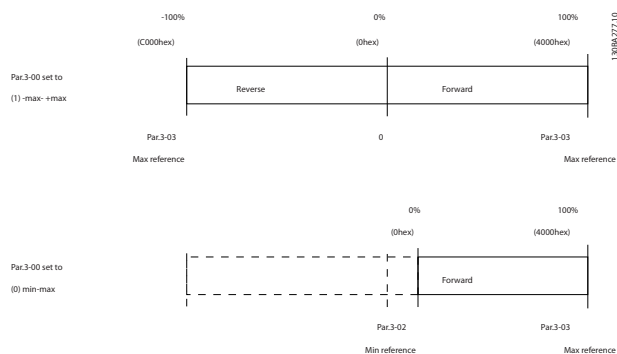 -100% 0% 100%
(C000hex) (0hex) (4000hex)
130BA277.10
Par.3-00 set to
(1) -max- +max
Reverse Forward
Par.3-03 0 Par.3-03
Max reference Max reference
0% 100%
(0hex) (4000hex)
Par.3-00 set to
(0) min-max
Forward
Par.3-02 Par.3-03
Min reference Max reference